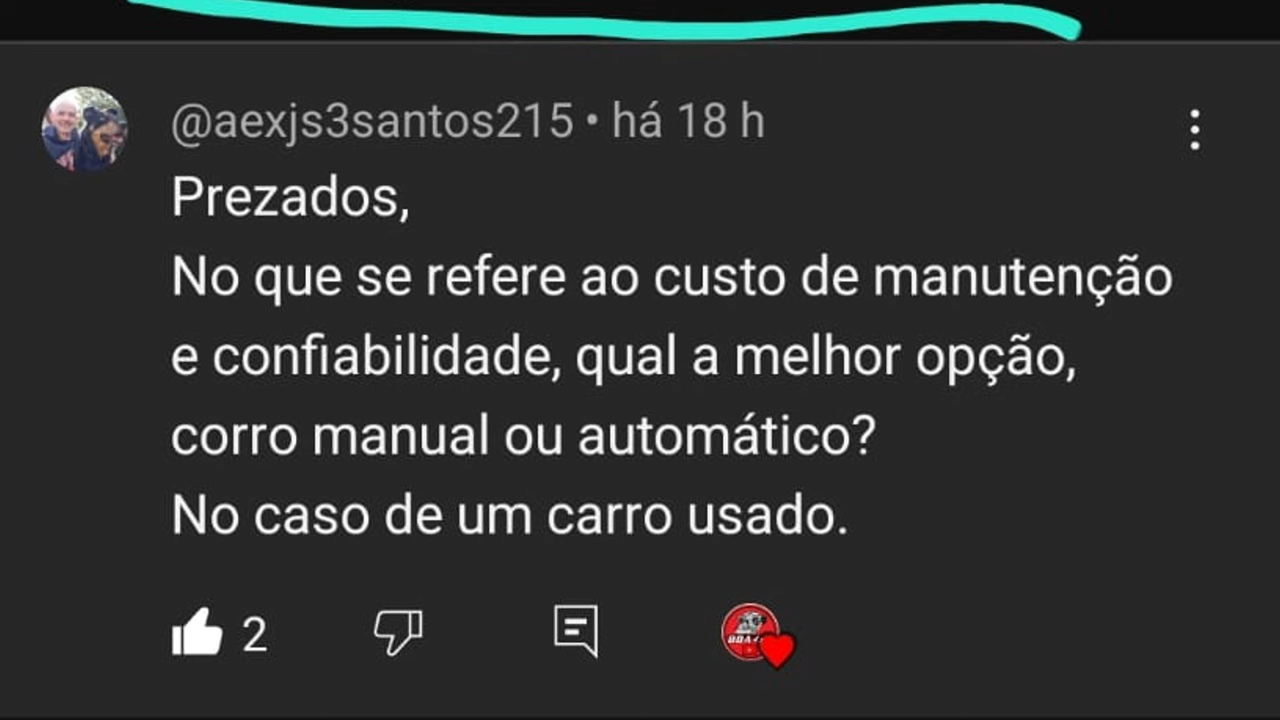 @aexjs3santos215 • há 18 h
Prezados,
No que se refere ao custo de manutenção
e confiabilidade, qual a melhor opção,
corro manual ou automático?
No caso de um carro usado.
2